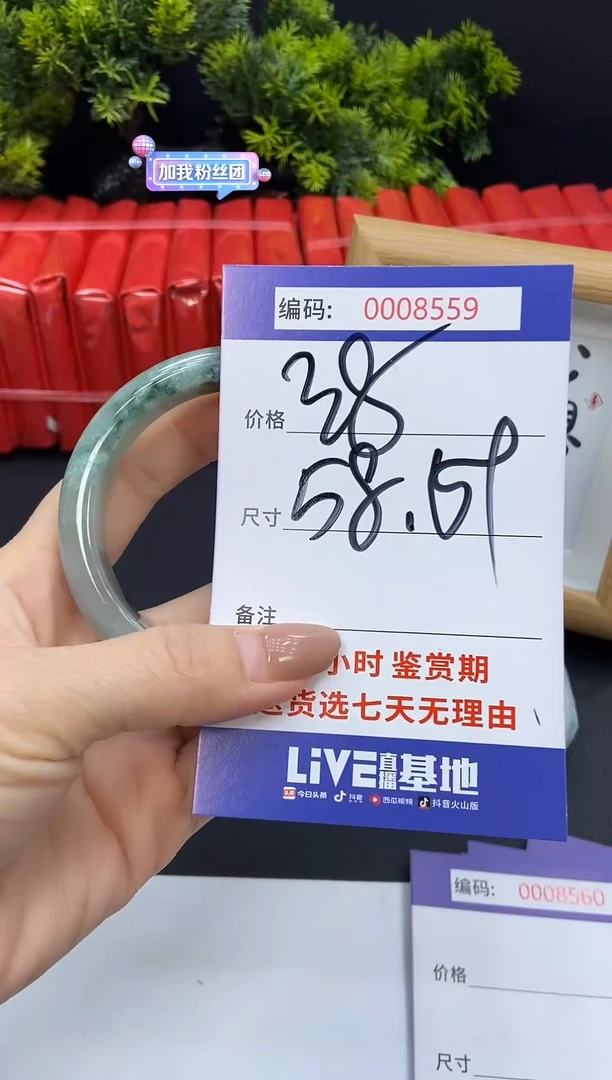 加我粉丝团
编码: 0008559
价格 38
尺寸 58.59
备注
小时 鉴赏期
退货选七天无理由
LiVE直播基地
头条 今日头条 抖音 西瓜视频 抖音火山版
编码: 0008560
价格
尺寸